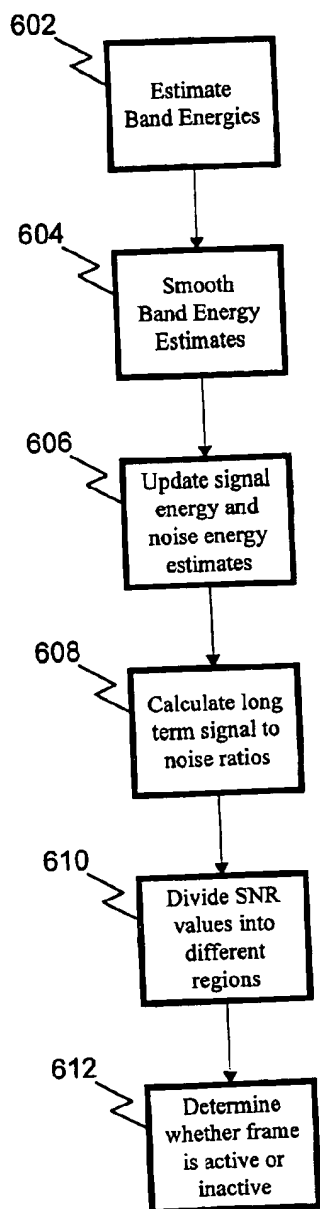 602
Estimate
Band Energies
604
Smooth
Band Energy
Estimates
606
Update signal
energy and
noise energy
estimates
608
Calculate long
term signal to
noise ratios
610
Divide SNR
values into
different
regions
612
Determine
whether frame
is active or
inactive